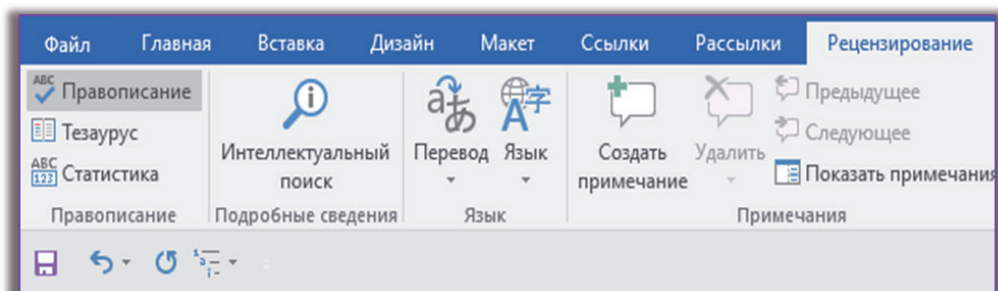 Файл Главная Вставка Дизайн Макет Ссылки Рассылки Рецензирование
ABC Правописание
Тезаурус
ABC 123 Статистика
Правописание
Интеллектуальный
поиск
Подробные сведения
Перевод Язык
Язык
Создать
примечание
Удалить
Предыдущее
Следующее
Показать примечания
Примечания